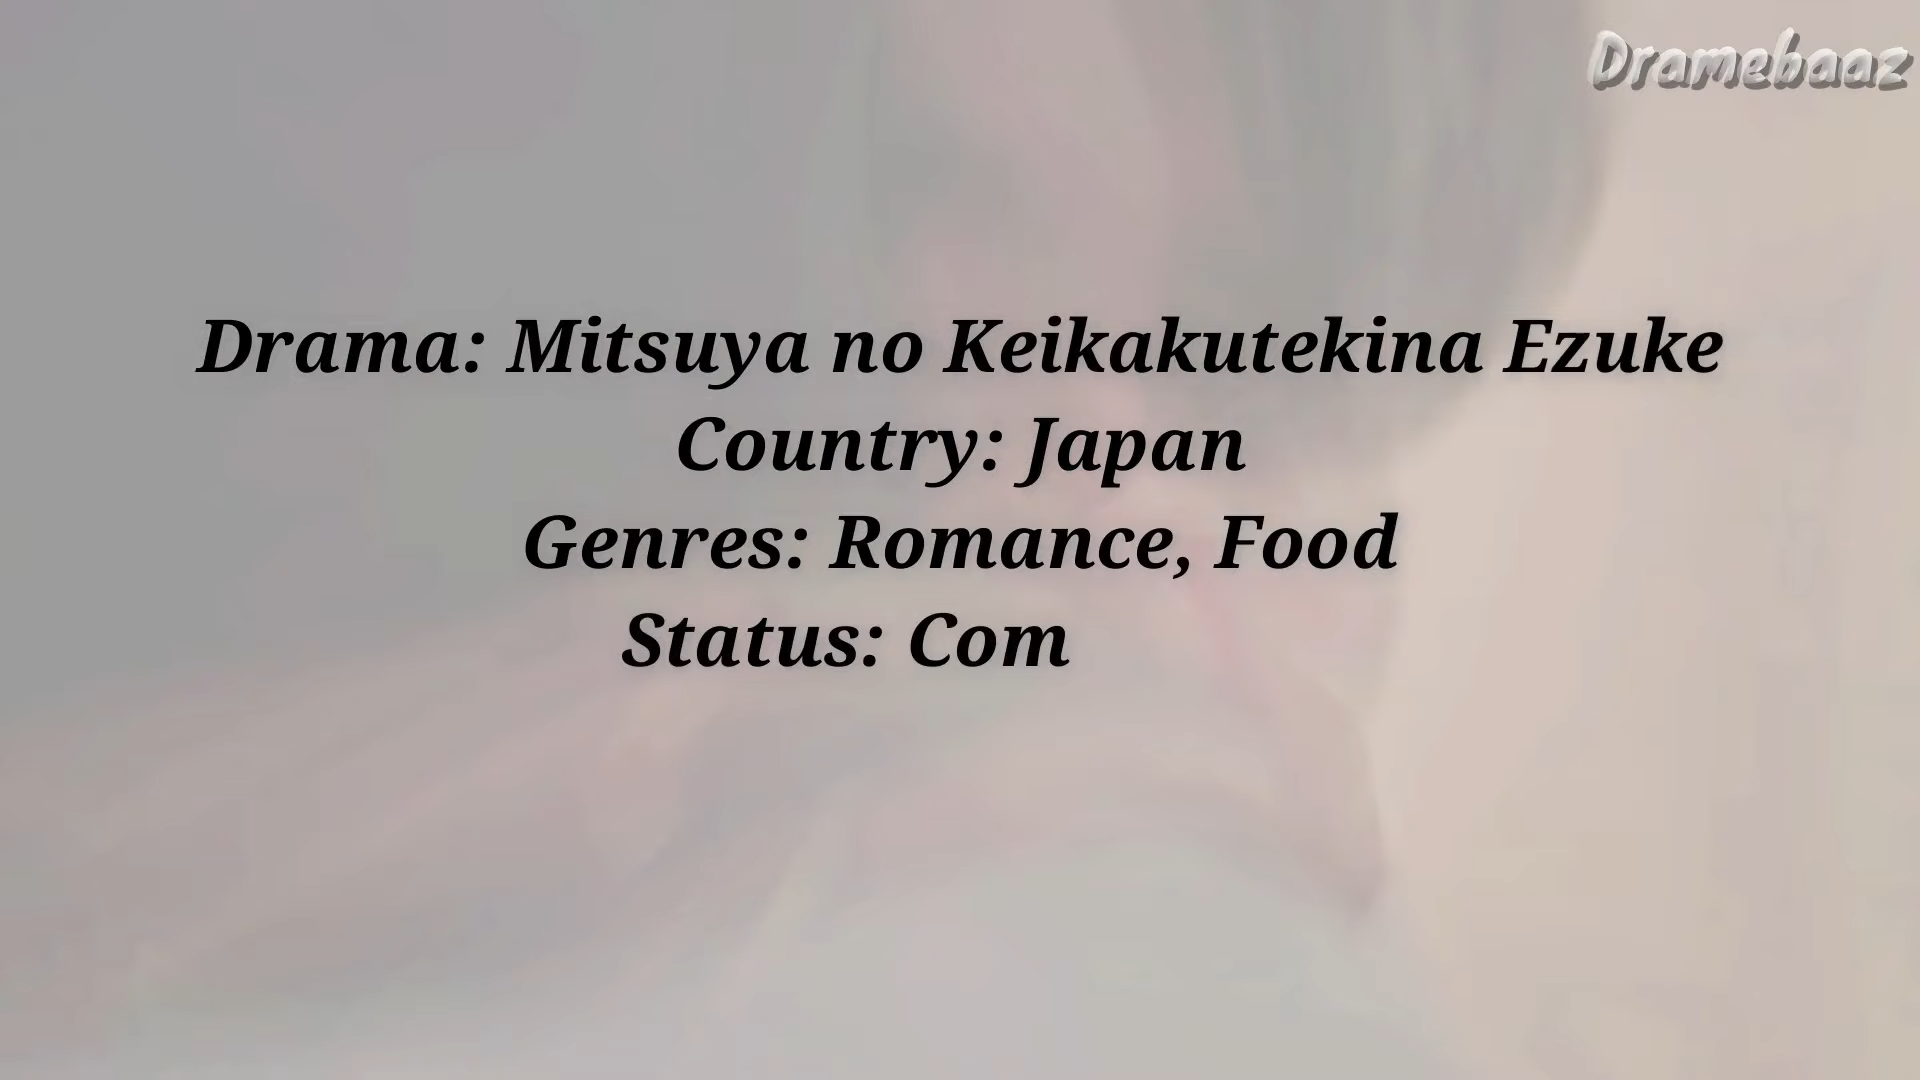 Dramebaaz
Drama: Mitsuya no Keikakutekina Ezuke
Country: Japan
Genres: Romance, Food
Status: Com